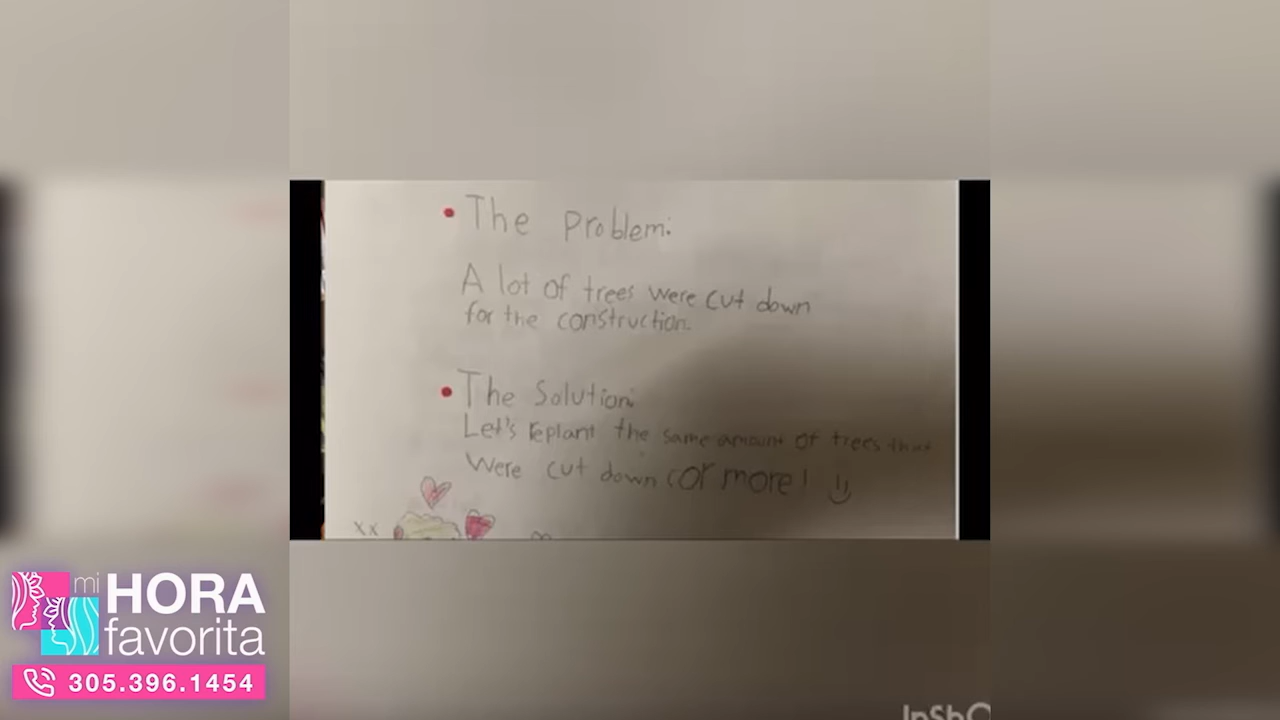 • The Problem:
A lot of trees were cut down
for the construction.
• The Solution:
Let's replant the same amount of trees that
were cut down (or more! :)
xx
mi
HORA
favorita
305.396.1454
InSho